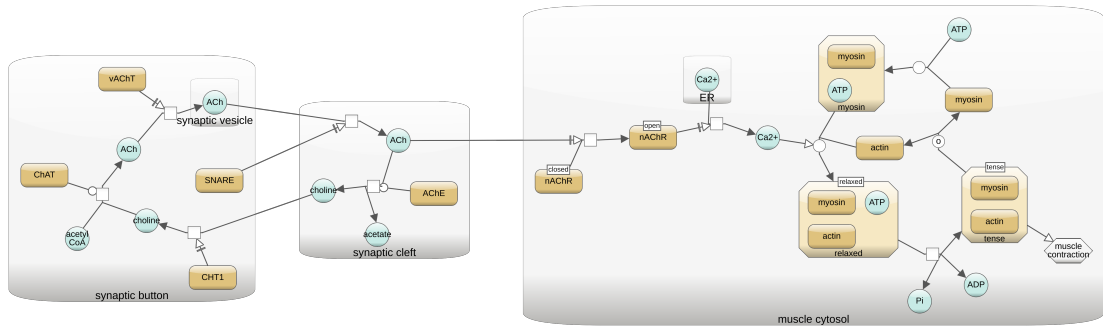 vAChT
ACh
synaptic vesicle
ACh
ChAT
acetyl
CoA
choline
CHT1
synaptic button
SNARE
ACh
choline
AChE
acetate
synaptic cleft
closed
nAChR
open
nAChR
Ca2+
ER
Ca2+
myosin
ATP
myosin
ATP
myosin
actin
relaxed
myosin
ATP
actin
relaxed
tense
myosin
actin
tense
muscle
contraction
ADP
Pi
muscle cytosol